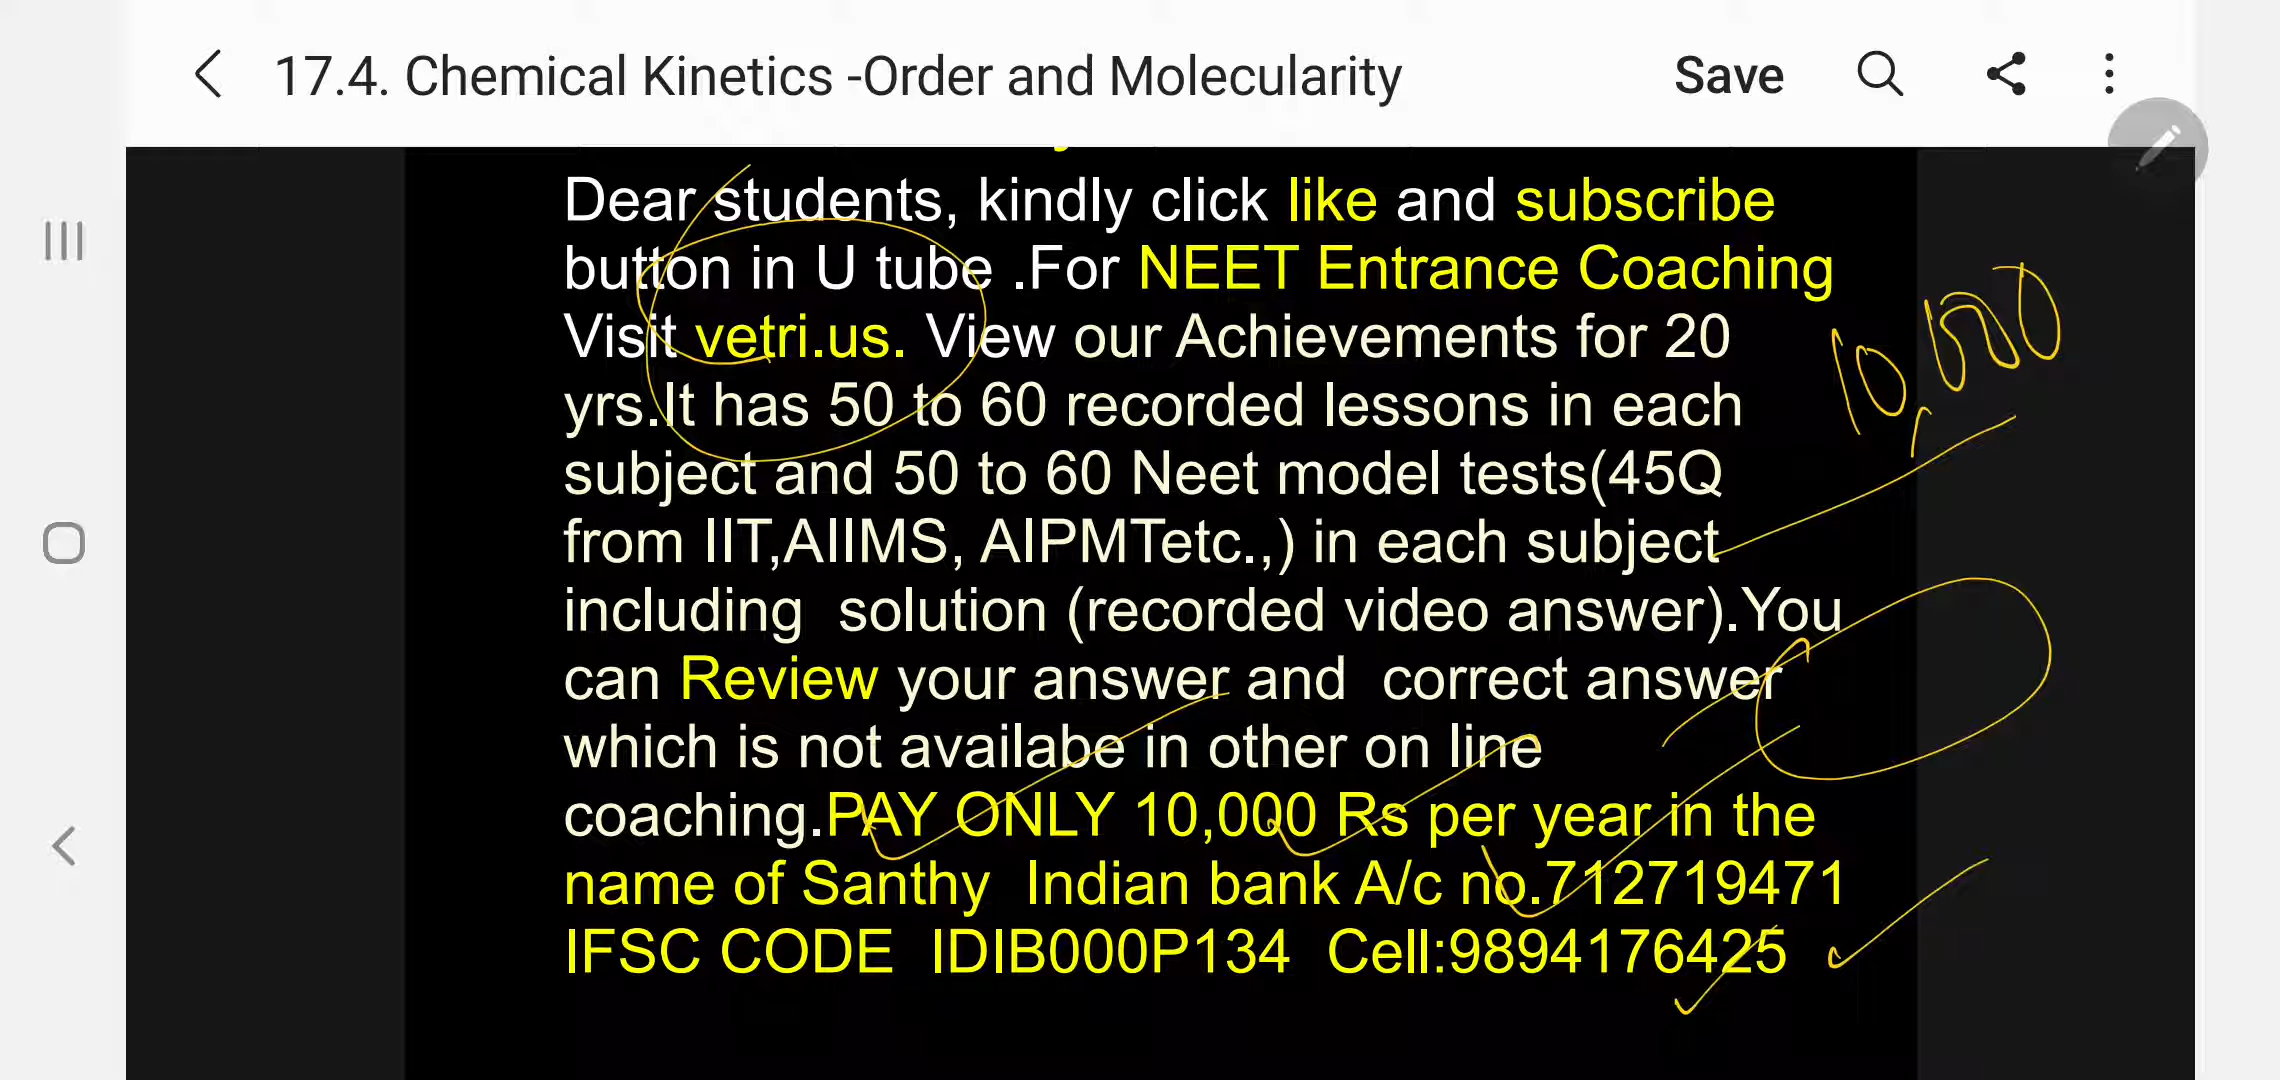 17.4. Chemical Kinetics -Order and Molecularity
Save
Dear students, kindly click like and subscribe
button in U tube .For NEET Entrance Coaching
Visit vetri.us. View our Achievements for 20
yrs.It has 50 to 60 recorded lessons in each
subject and 50 to 60 Neet model tests(45Q
from IIT,AIIMS, AIPMTetc.,) in each subject
including  solution (recorded video answer).You
can Review your answer and  correct answer
which is not availabe in other on line
coaching.PAY ONLY 10,000 Rs per year in the
name of Santhy  Indian bank A/c no.712719471
IFSC CODE  IDIB000P134  Cell:9894176425
10,000